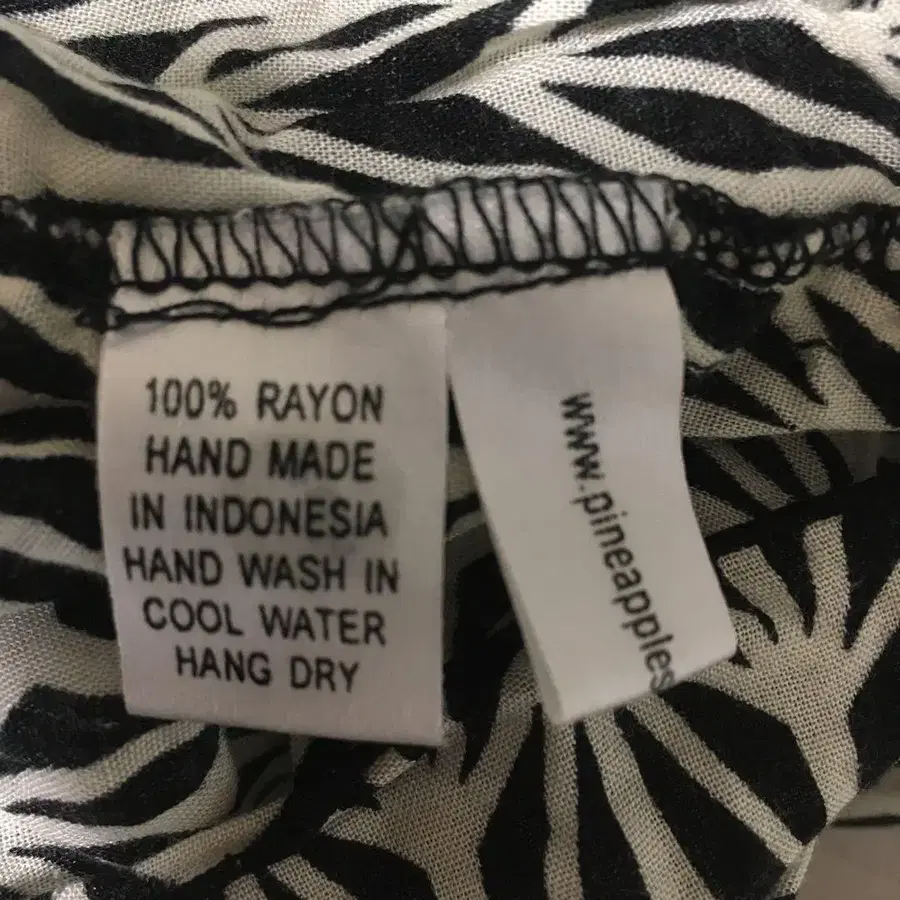 100% RAYON
HAND MADE
IN INDONESIA
HAND WASH IN
COOL WATER
HANG DRY
www.pineapples